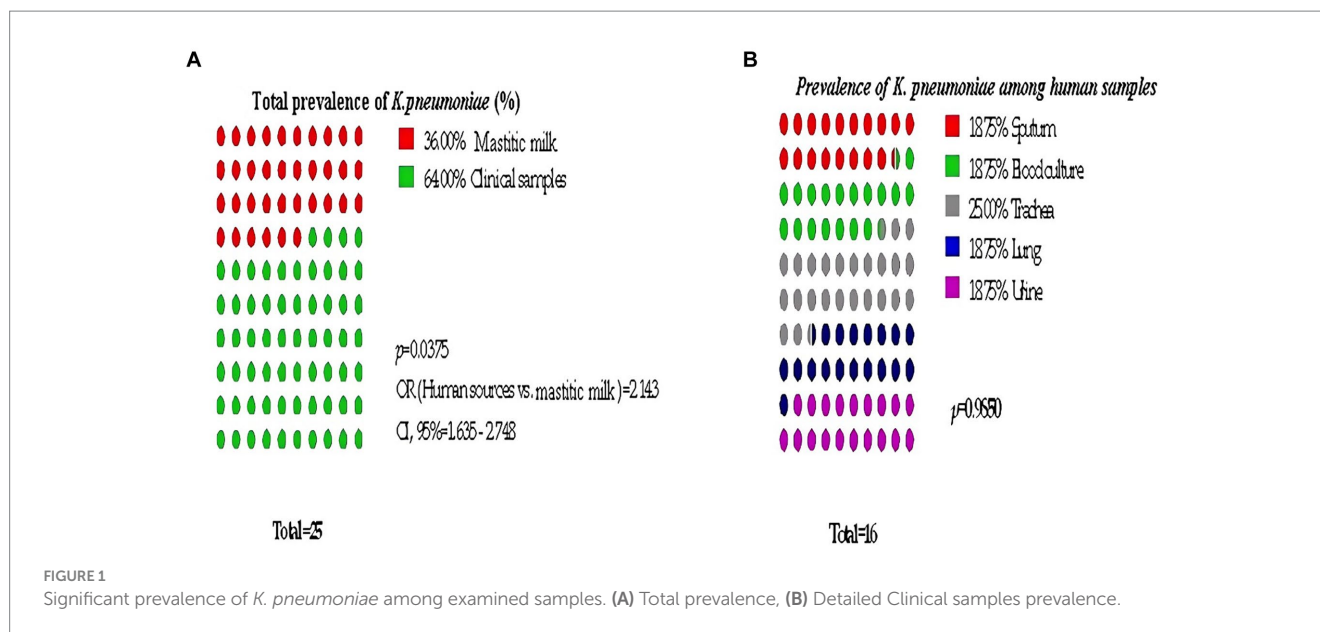 A
Total prevalence of K.pneumoniae (%)
36.00% Mastitic milk
64.00% Clinical samples
p=0.0375
OR (Human sources vs. mastitic milk )=2.143
CI, 95%=1.635 - 2.748
Total=25
B
Prevalence of K. pneumoniae among human samples
18.75% Sputum
18.75% Blood culture
25.00% Trachea
18.75% Lung
18.75% Urine
p=0.9650
Total=16
FIGURE 1
Significant prevalence of K. pneumoniae among examined samples. (A) Total prevalence, (B) Detailed Clinical samples prevalence.